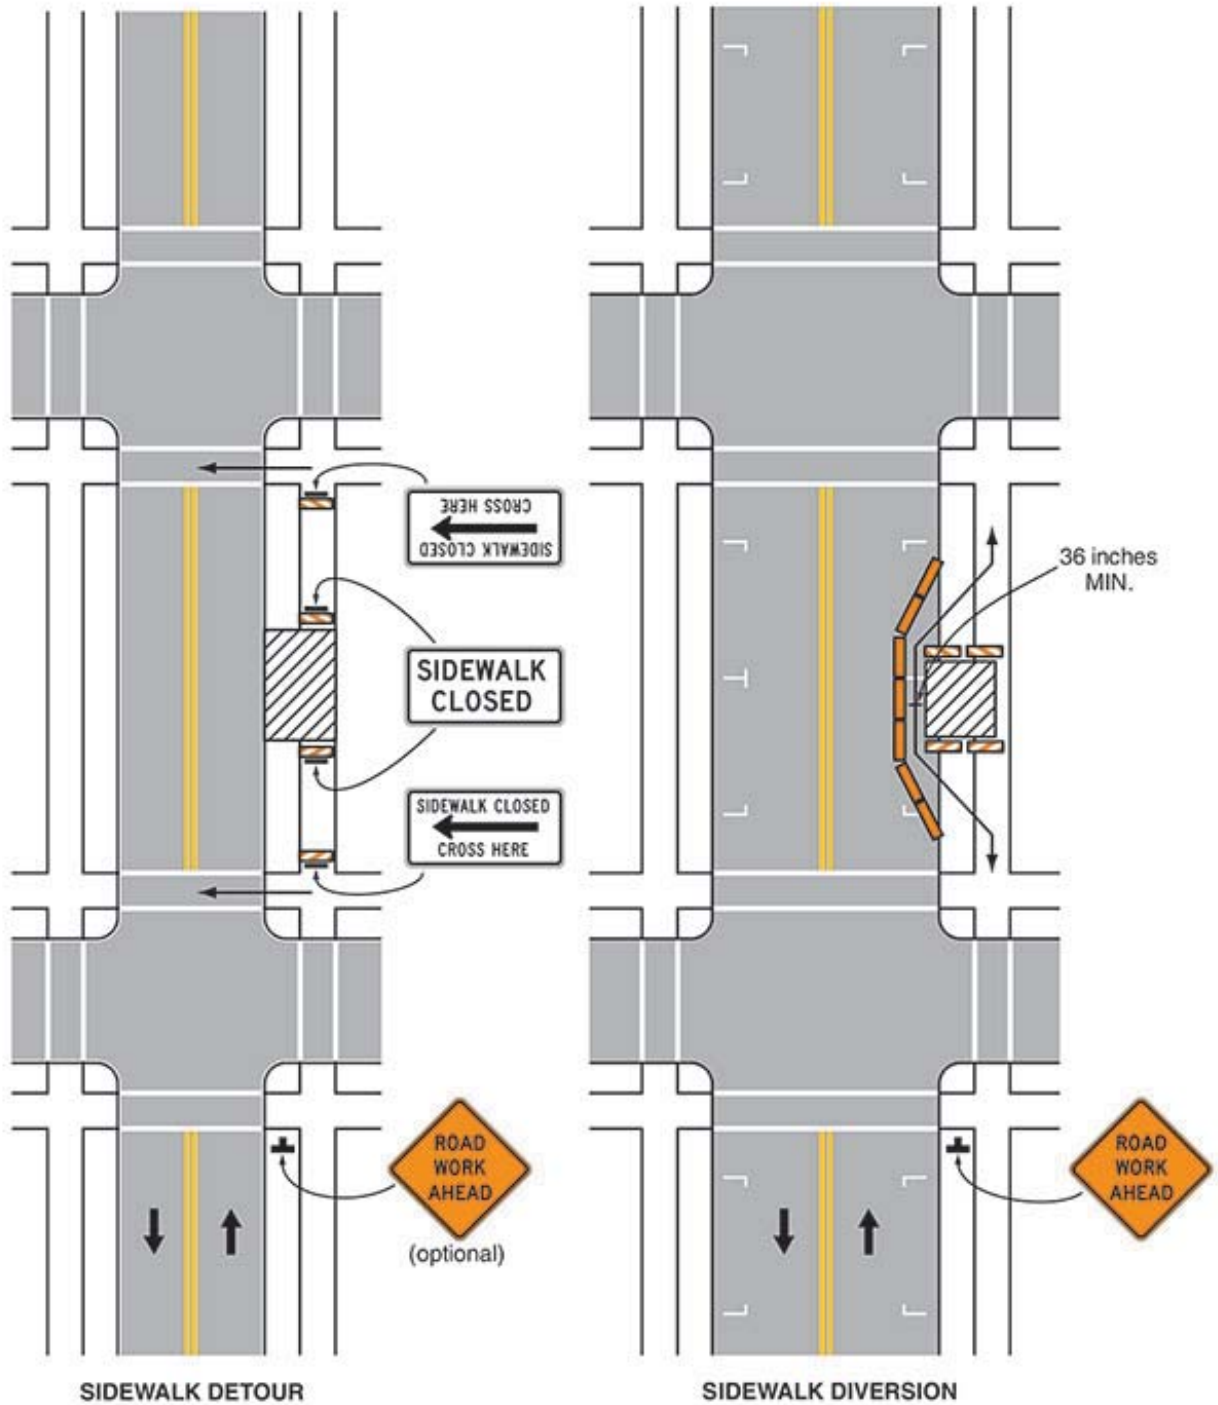 CROSS HERE
SIDEWALK CLOSED
36 inches
MIN.
SIDEWALK
CLOSED
SIDEWALK CLOSED
CROSS HERE
ROAD
WORK
AHEAD
(optional)
ROAD
WORK
AHEAD
SIDEWALK DETOUR
SIDEWALK DIVERSION